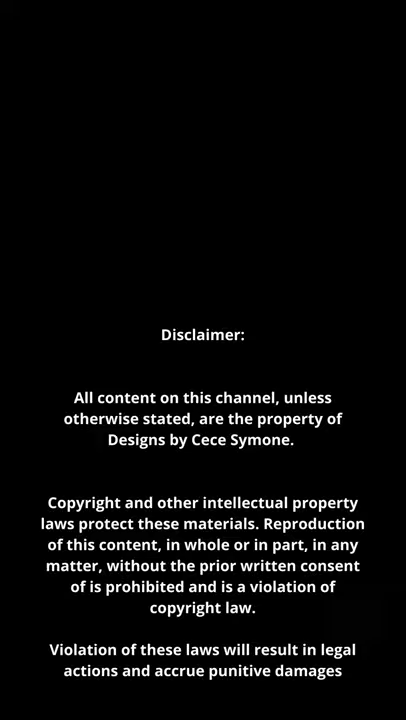 Disclaimer:
All content on this channel, unless
otherwise stated, are the property of
Designs by Cece Symone.
Copyright and other intellectual property
laws protect these materials. Reproduction
of this content, in whole or in part, in any
matter, without the prior written consent
of is prohibited and is a violation of
copyright law.
Violation of these laws will result in legal
actions and accrue punitive damages